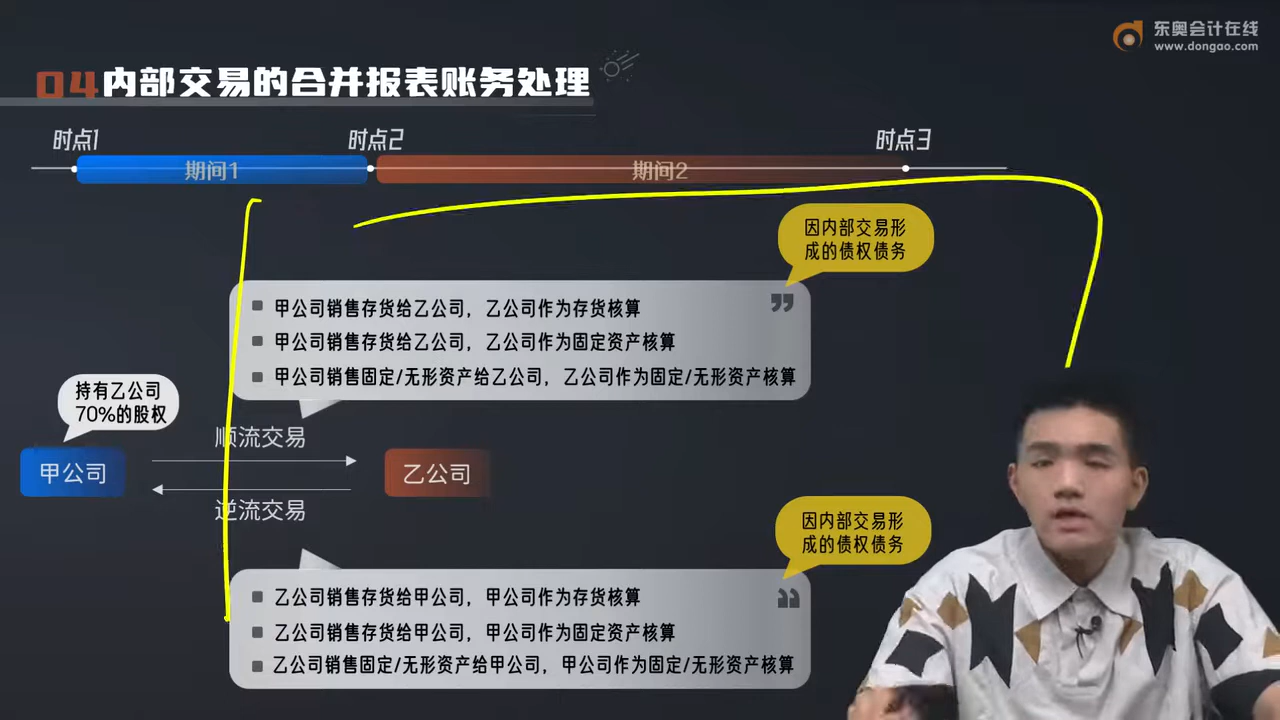 东奥会计在线
www.dongao.com
04内部交易的合并报表账务处理
时点1
时点2
时点3
期间1
期间2
因内部交易形
成的债权债务
甲公司销售存货给乙公司，乙公司作为存货核算
甲公司销售存货给乙公司，乙公司作为固定资产核算
甲公司销售固定/无形资产给乙公司，乙公司作为固定/无形资产核算
持有乙公司
70%的股权
顺流交易
甲公司
乙公司
逆流交易
因内部交易形
成的债权债务
乙公司销售存货给甲公司，甲公司作为存货核算
乙公司销售存货给甲公司，甲公司作为固定资产核算
乙公司销售固定/无形资产给甲公司，甲公司作为固定/无形资产核算